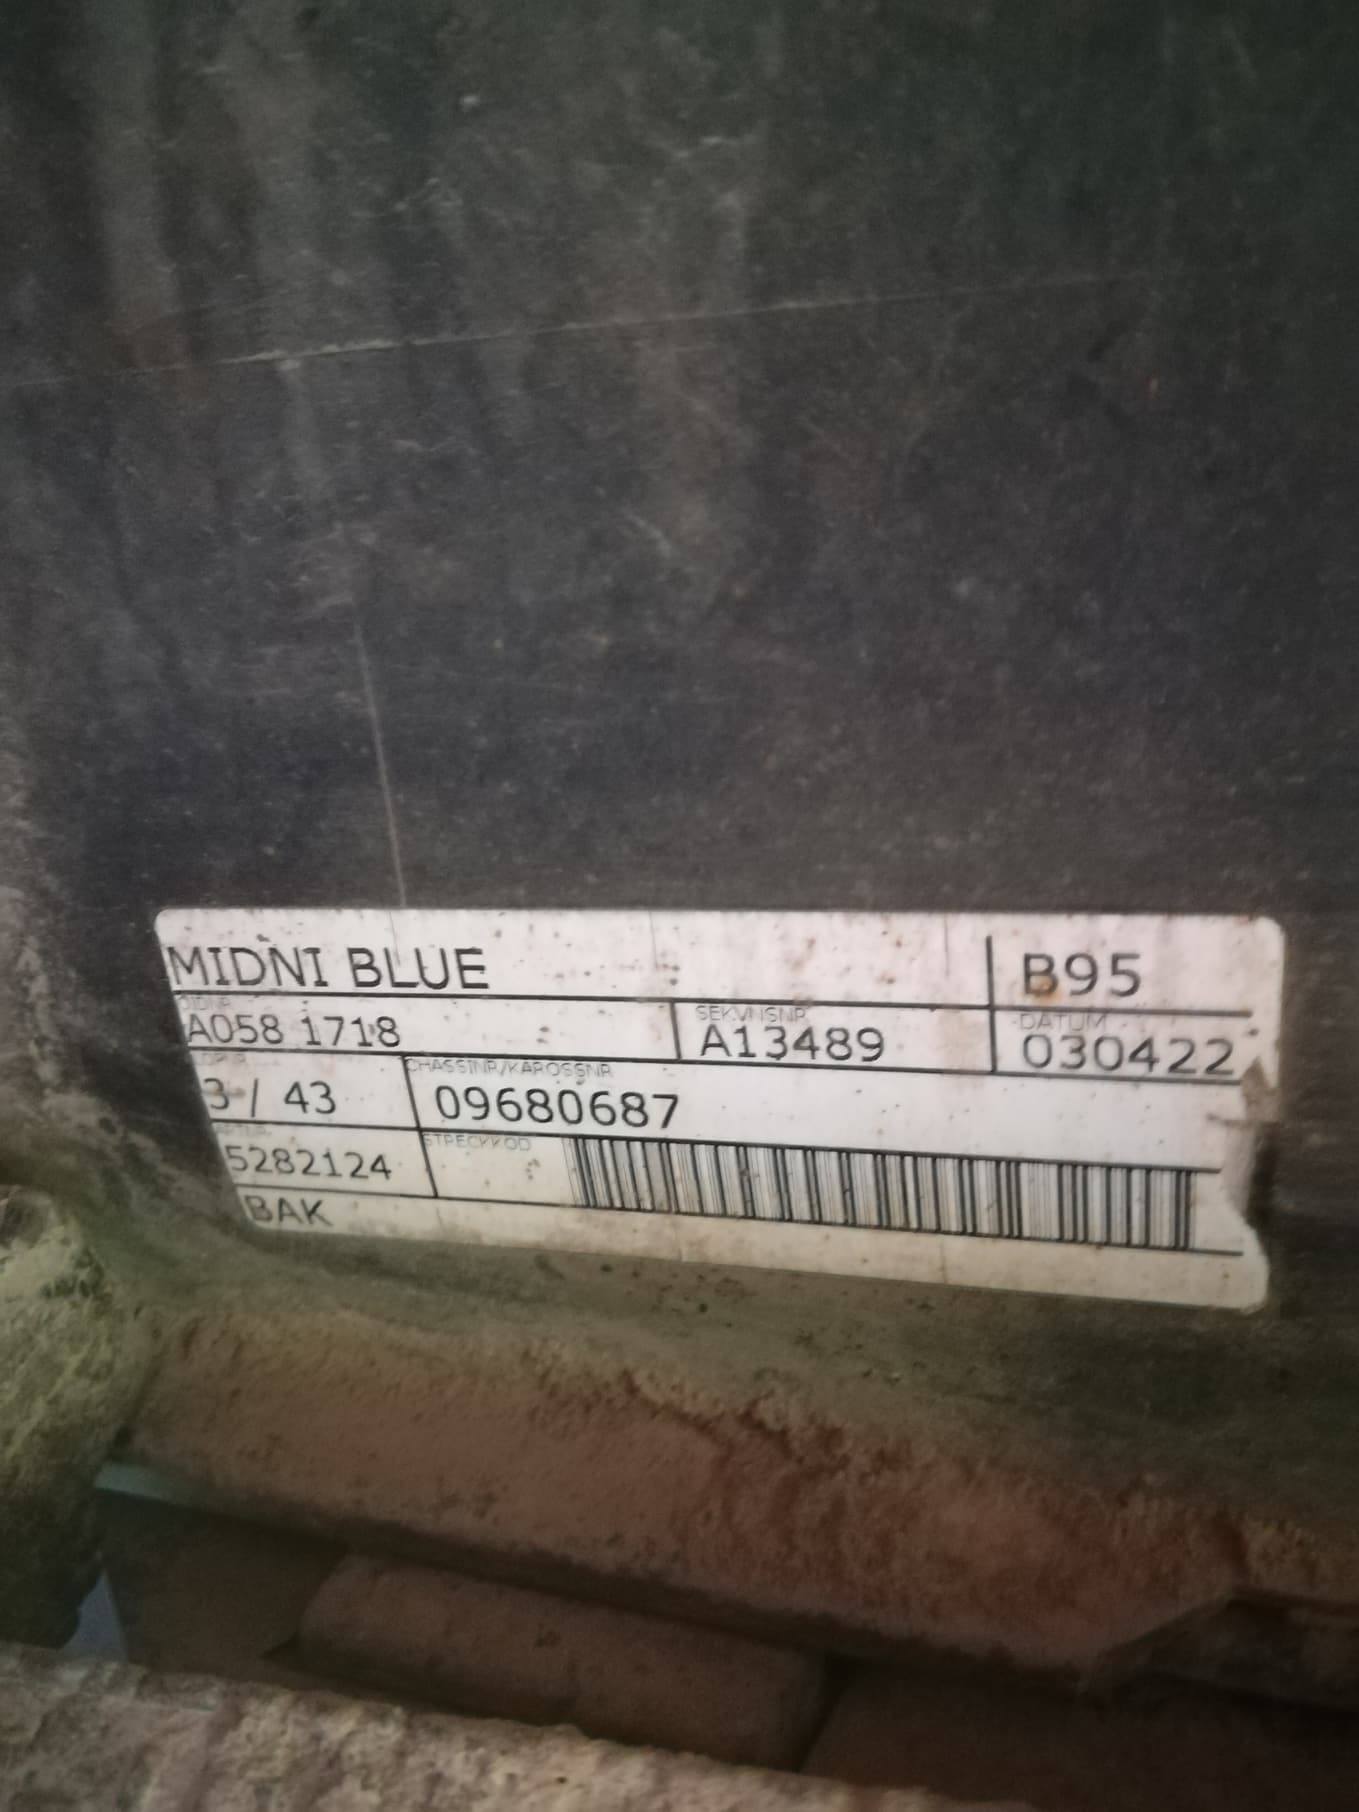 MIDNI BLUE B95
SEKVNSNR DATUM
A058 1718 A13489 030422
CHASSINR/KAROSSNR
3 / 43 09680687
STRECKKOD
5282124
BAK